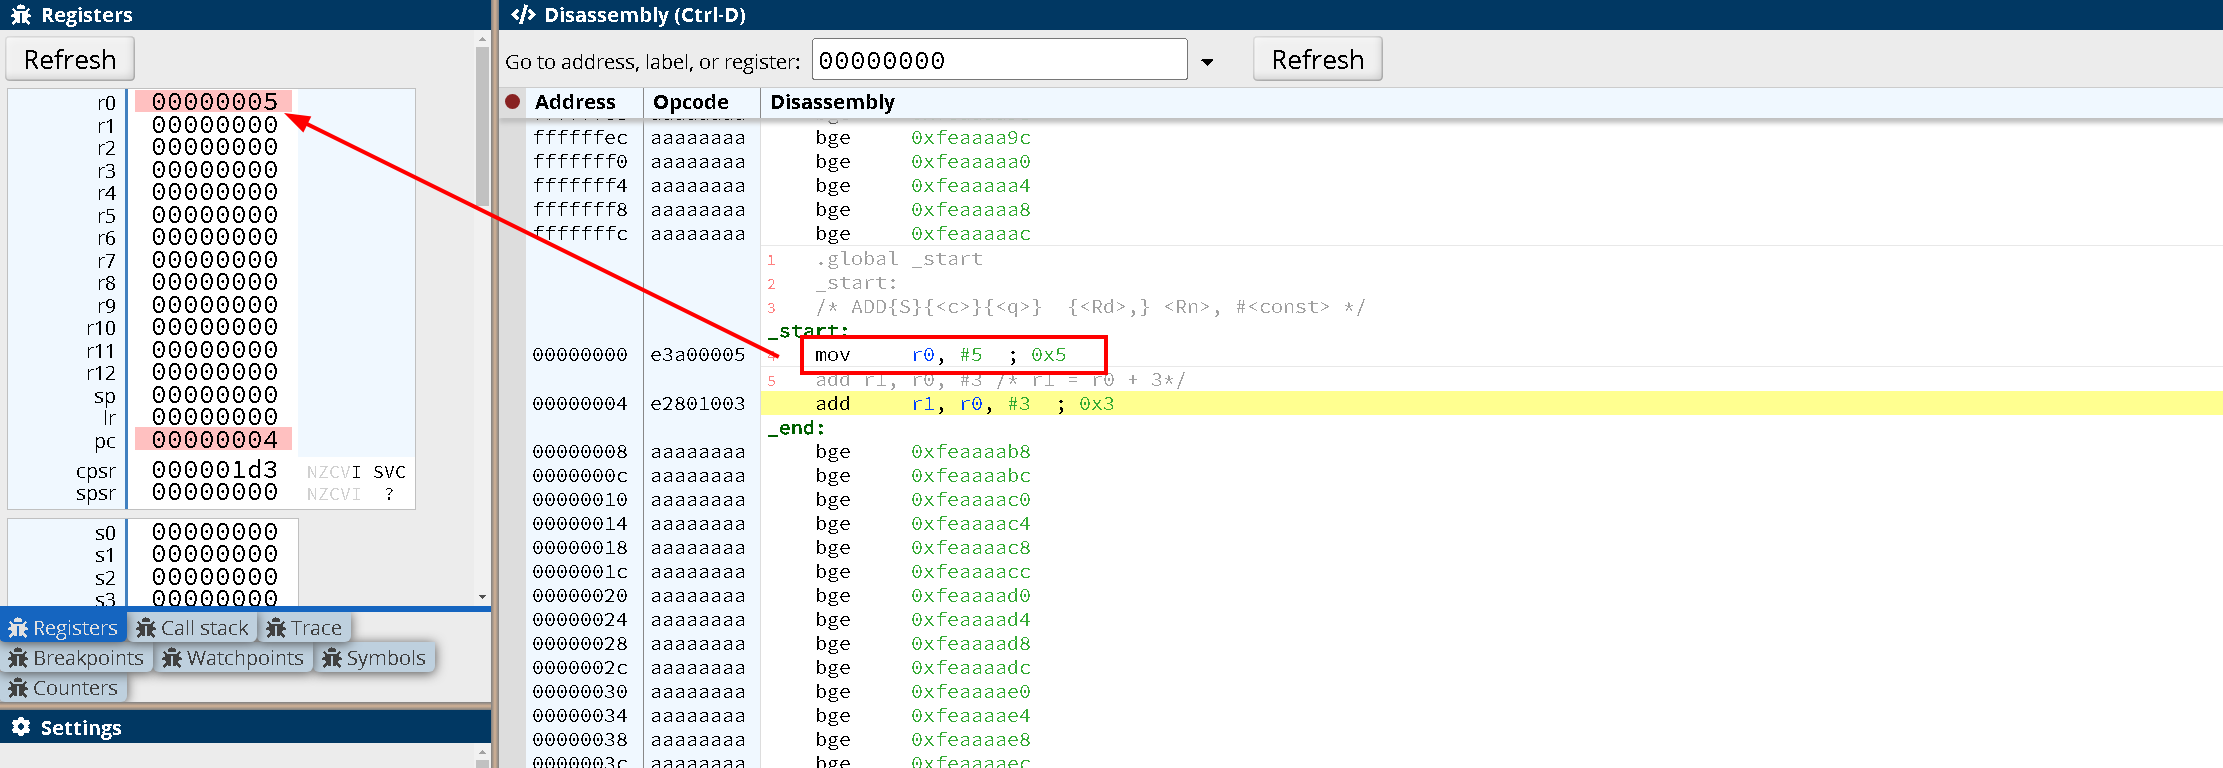 Registers
Refresh
r0 00000005
r1 00000000
r2 00000000
r3 00000000
r4 00000000
r5 00000000
r6 00000000
r7 00000000
r8 00000000
r9 00000000
r10 00000000
r11 00000000
r12 00000000
sp 00000000
lr 00000000
pc 00000004
cpsr 000001d3 NZCVI SVC
spsr 00000000 NZCVI ?
s0 00000000
s1 00000000
s2 00000000
s3 00000000
Registers Call stack Trace
Breakpoints Watchpoints Symbols
Counters
Settings
</> Disassembly (Ctrl-D)
Go to address, label, or register: 00000000 Refresh
Address Opcode Disassembly
ffffffec aaaaaaaa bge 0xfeaaaa9c
fffffff0 aaaaaaaa bge 0xfeaaaaa0
fffffff4 aaaaaaaa bge 0xfeaaaaa4
fffffff8 aaaaaaaa bge 0xfeaaaaa8
fffffffc aaaaaaaa bge 0xfeaaaaac
1 .global _start
2 _start:
3 /* ADD{S}{<c>}{<q>} {<Rd>,} <Rn>, #<const> */
_start:
00000000 e3a00005 mov r0, #5 ; 0x5
5 add r1, r0, #3 /* r1 = r0 + 3*/
00000004 e2801003 add r1, r0, #3 ; 0x3
_end:
00000008 aaaaaaaa bge 0xfeaaaab8
0000000c aaaaaaaa bge 0xfeaaaabc
00000010 aaaaaaaa bge 0xfeaaaac0
00000014 aaaaaaaa bge 0xfeaaaac4
00000018 aaaaaaaa bge 0xfeaaaac8
0000001c aaaaaaaa bge 0xfeaaaacc
00000020 aaaaaaaa bge 0xfeaaaad0
00000024 aaaaaaaa bge 0xfeaaaad4
00000028 aaaaaaaa bge 0xfeaaaad8
0000002c aaaaaaaa bge 0xfeaaaadc
00000030 aaaaaaaa bge 0xfeaaaae0
00000034 aaaaaaaa bge 0xfeaaaae4
00000038 aaaaaaaa bge 0xfeaaaae8
0000003c aaaaaaaa bge 0xfeaaaaec